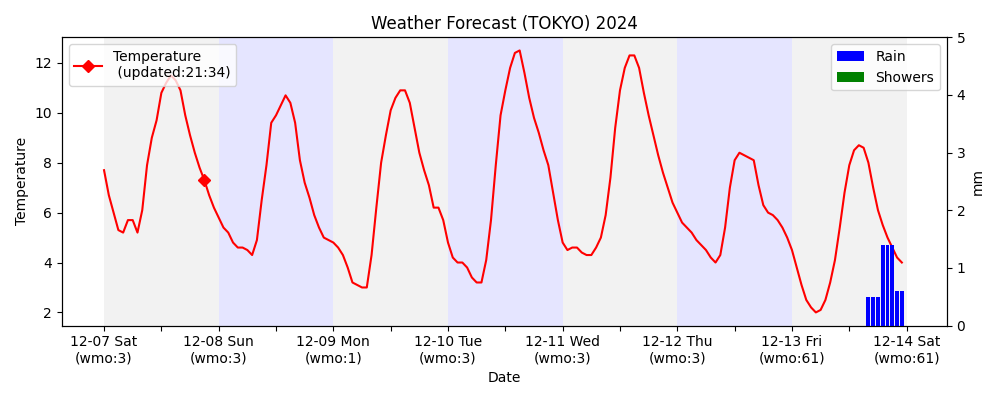 Weather Forecast (TOKYO) 2024
Temperature
(updated:21:34)
Rain
Showers
12
10
8
6
4
2
Temperature
5
4
3
2
1
0
mm
12-07 Sat
(wmo:3)
12-08 Sun
(wmo:3)
12-09 Mon
(wmo:1)
12-10 Tue
(wmo:3)
12-11 Wed
(wmo:3)
12-12 Thu
(wmo:3)
12-13 Fri
(wmo:61)
12-14 Sat
(wmo:61)
Date